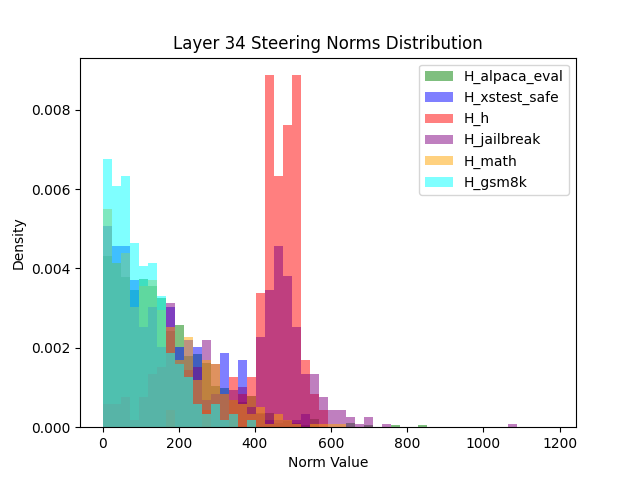 Layer 34 Steering Norms Distribution
H_alpaca_eval
H_xstest_safe
H_h
H_jailbreak
H_math
H_gsm8k
0.008
0.006
0.004
0.002
0.000
Density
0 200 400 600 800 1000 1200
Norm Value